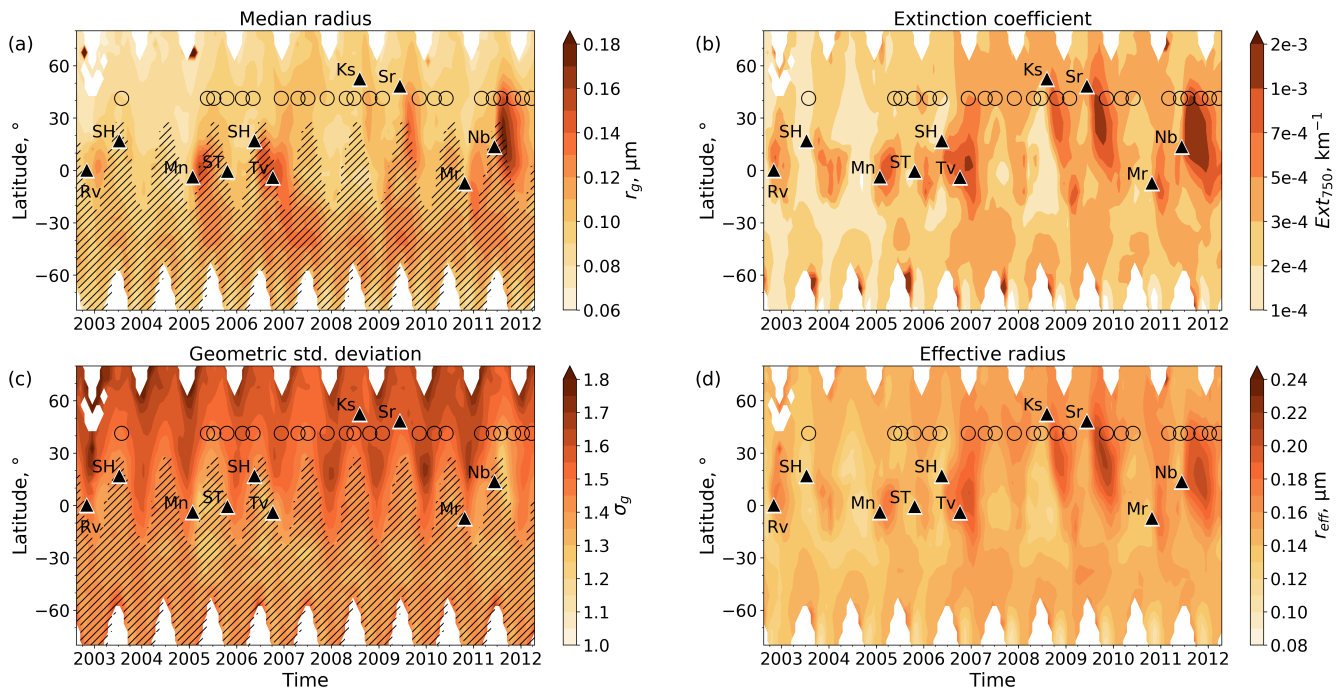 Median radius
(a)
Latitude, °
60
30
0
−30
−60
Rv
SH
Mn
ST
SH
Tv
Ks
Sr
Mr
Nb
2003 2004 2005 2006 2007 2008 2009 2010 2011 2012
0.18
0.16
0.14
0.12
0.10
0.08
0.06
r_g, μm
Extinction coefficient
(b)
Latitude, °
60
30
0
−30
−60
Rv
SH
Mn
ST
SH
Tv
Ks
Sr
Mr
Nb
2003 2004 2005 2006 2007 2008 2009 2010 2011 2012
2e-3
1e-3
7e-4
5e-4
3e-4
2e-4
1e-4
Ext_750, km⁻¹
Geometric std. deviation
(c)
Latitude, °
60
30
0
−30
−60
Rv
SH
Mn
ST
SH
Tv
Ks
Sr
Mr
Nb
2003 2004 2005 2006 2007 2008 2009 2010 2011 2012
Time
1.8
1.7
1.6
1.5
1.4
1.3
1.2
1.1
1.0
σ_g
Effective radius
(d)
Latitude, °
60
30
0
−30
−60
Rv
SH
Mn
ST
SH
Tv
Ks
Sr
Mr
Nb
2003 2004 2005 2006 2007 2008 2009 2010 2011 2012
Time
0.24
0.22
0.20
0.18
0.16
0.14
0.12
0.10
0.08
r_eff, μm